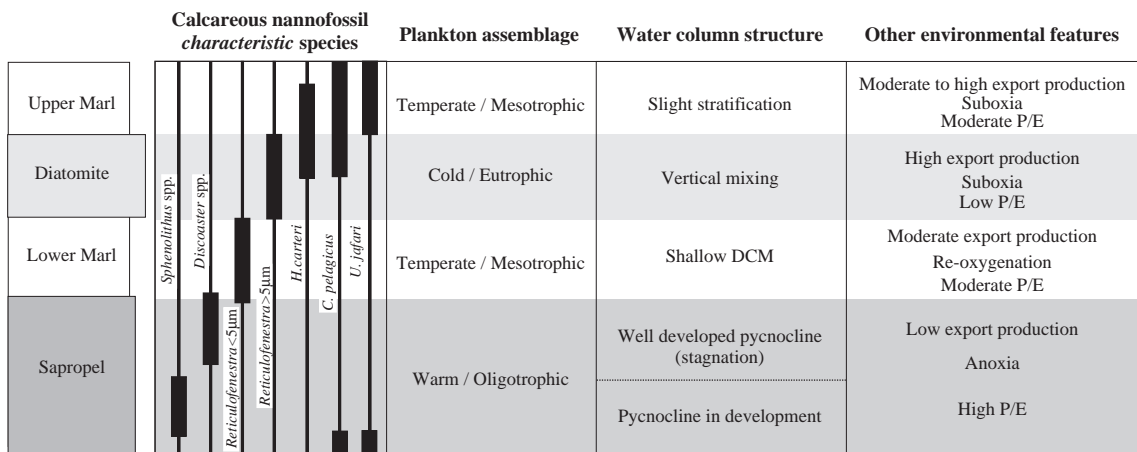 Calcareous nannofossil
characteristic species
Plankton assemblage
Water column structure
Other environmental features
Upper Marl
Temperate / Mesotrophic
Slight stratification
Moderate to high export production
Suboxia
Moderate P/E
Diatomite
Cold / Eutrophic
Vertical mixing
High export production
Suboxia
Low P/E
Lower Marl
Temperate / Mesotrophic
Shallow DCM
Moderate export production
Re-oxygenation
Moderate P/E
Sapropel
Warm / Oligotrophic
Well developed pycnocline
(stagnation)
Pycnocline in development
Low export production
Anoxia
High P/E
Sphenolithus spp.
Discoaster spp.
Reticulofenestra<5µm
Reticulofenestra>5µm
H.carteri
C. pelagicus
U. jafari